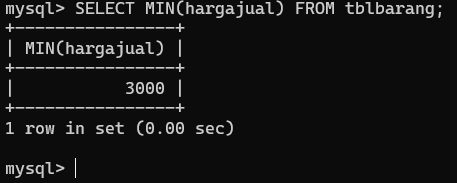 mysql> SELECT MIN(hargajual) FROM tblbarang;
+----------------+
| MIN(hargajual) |
+----------------+
|           3000 |
+----------------+
1 row in set (0.00 sec)
mysql>